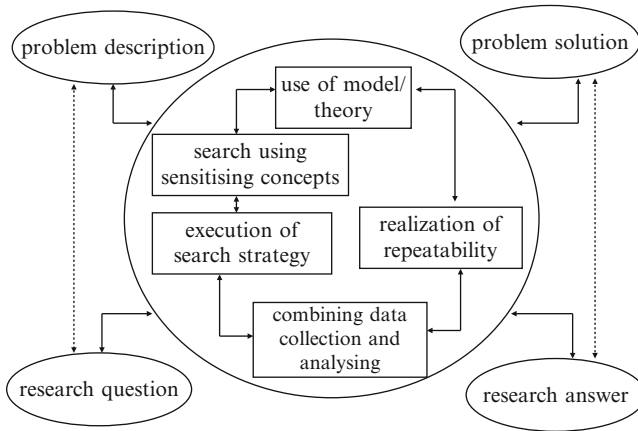 problem description
problem solution
use of model/
theory
search using
sensitising concepts
execution of
search strategy
realization of
repeatability
combining data
collection and
analysing
research question
research answer